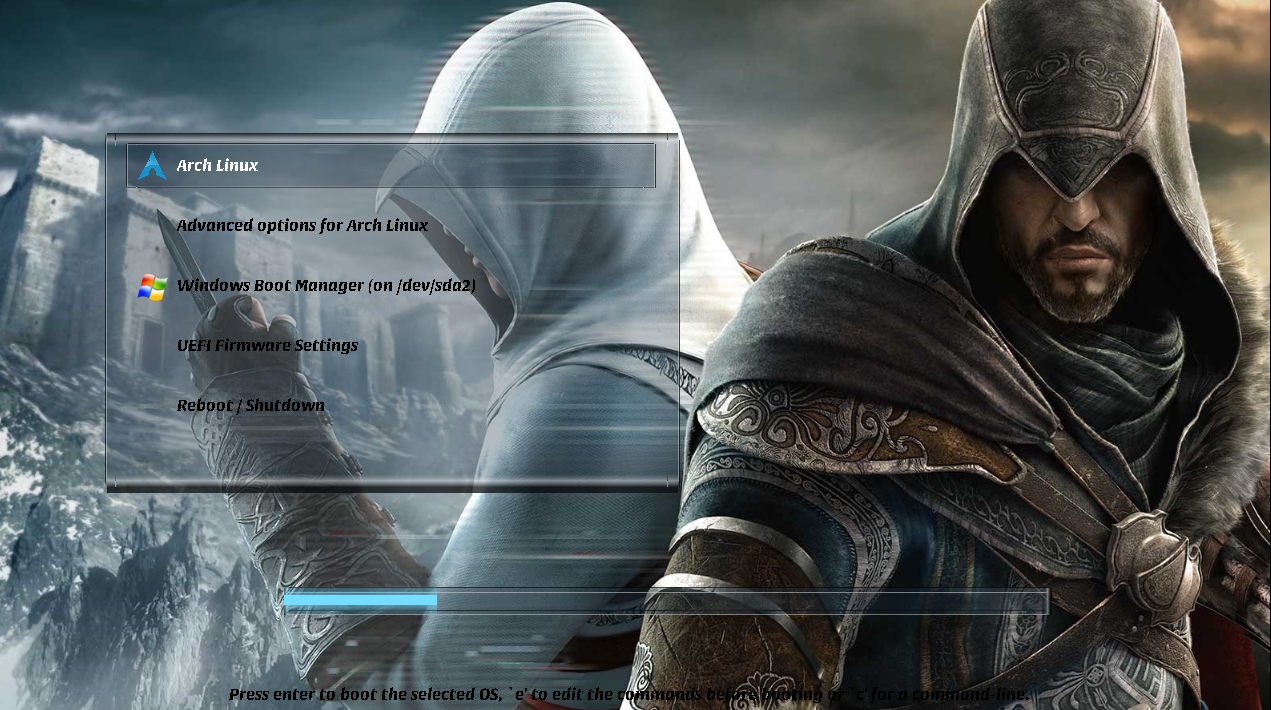 Arch Linux
Advanced options for Arch Linux
Windows Boot Manager (on /dev/sda2)
UEFI Firmware Settings
Reboot / Shutdown
Press enter to boot the selected OS, `e' to edit the commands before booting or `c' for a command-line.